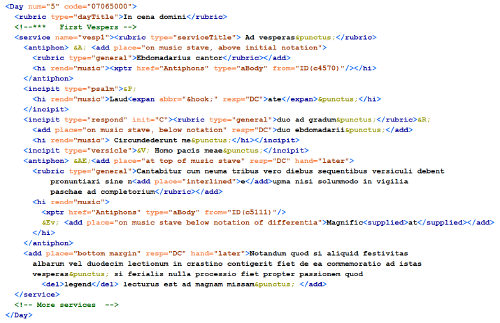 <Day num="5" code="07065000">
<rubric type="dayTitle">In cena domini</rubric>
<!--*** First Vespers -->
<service name="vesp1"><rubric type="serviceTitle"> Ad vesperas&punctus;</rubric>
<antiphon> &A; <add place="on music stave, above initial notation">
<rubric type="general">Ebdomadarius cantor</rubric></add>
<hi rend="music"><xptr href="Antiphons" type="aBody" from="ID(c4570)"/></hi>
</antiphon>
<incipit type="psalm">&P;
<hi rend="music">Laud<expan abbr="&hook;" resp="DC">ate</expan>&punctus;</hi>
</incipit>
<incipit type="respond" init="C"><rubric type="general">duo ad gradum&punctus;</rubric>&R;
<add place="on music stave, below notation" resp="DC">duo ebdomadarii&punctus;</add>
<hi rend="music"> Circumdederunt me&punctus;</hi></incipit>
<incipit type="versicle">&V; Homo pacis meae&punctus;</incipit>
<antiphon> &AE;<add place="at top of music stave" resp="DC" hand="later">
<rubric type="general">Cantabitur cum neuma tribus vero diebus sequentibus versiculi debent
pronuntiari sine n<add place="interlined">e</add>upma nisi solummodo in vigilia
paschae ad completorium</rubric></add>
<hi rend="music">
<xptr href="Antiphons" type="aBody" from="ID(c5111)"/>
&Ev; <add place="on music stave below notation of differentia">Magnific<supplied>at</supplied></add>
</hi>
</antiphon>
<add place="bottom margin" resp="DC" hand="later">Notandum quod si aliquid festivitas
albarum vel duodecim lectionum in crastino contigerit fiet de ea commemoratio ad istas
vesperas&punctus; si ferialis nulla processio fiet propter passionem quod
<del>legend</del> lecturus est ad magnam missam&punctus; </add>
</service>
<!-- More services -->
</Day>